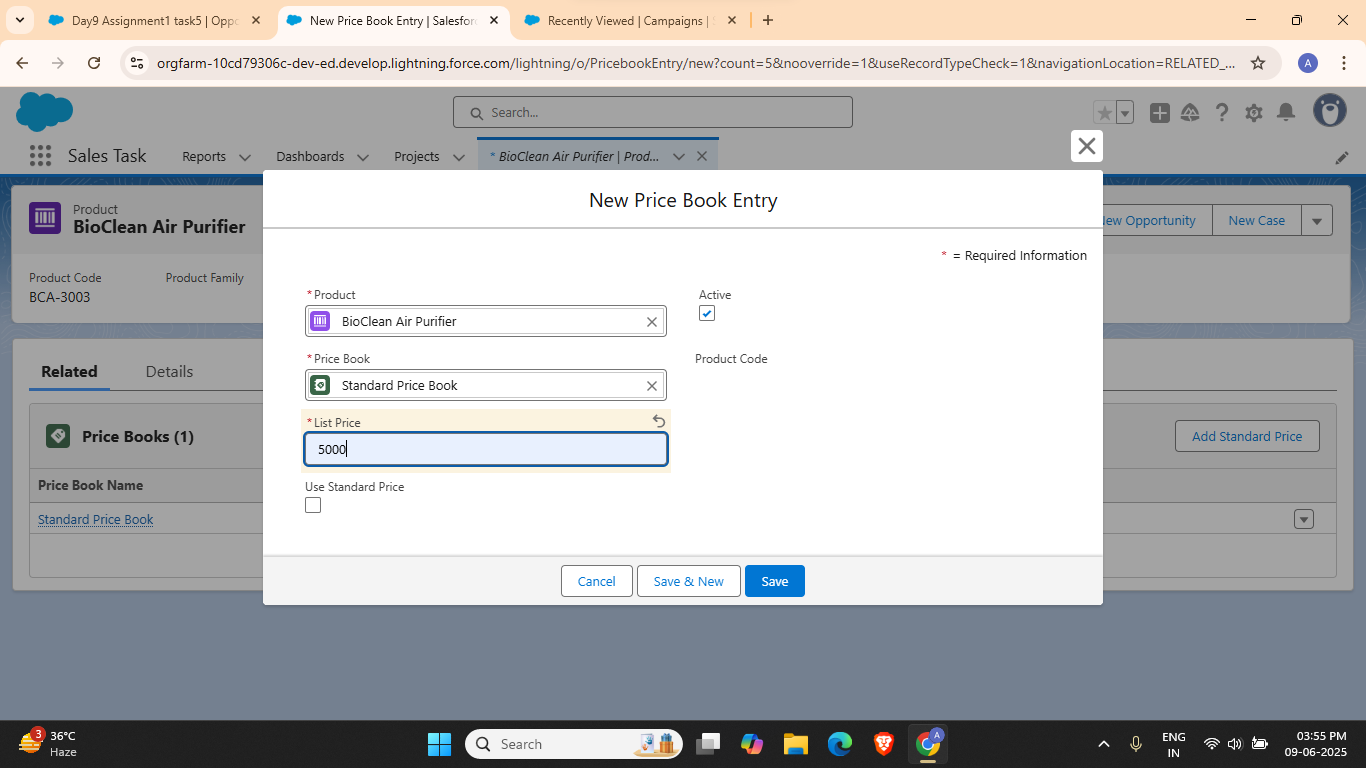 Day9 Assignment1 task5 | Oppo
New Price Book Entry | Salesforc
Recently Viewed | Campaigns |
orgfarm-10cd79306c-dev-ed.develop.lightning.force.com/lightning/o/PricebookEntry/new?count=5&nooverride=1&useRecordTypeCheck=1&navigationLocation=RELATED_...
A
Search...
Sales Task
Reports
Dashboards
Projects
* BioClean Air Purifier | Prod...
New Price Book Entry
Product
BioClean Air Purifier
New Opportunity
New Case
* = Required Information
Product Code
Product Family
BCA-3003
*Product
Active
BioClean Air Purifier
*Price Book
Product Code
Standard Price Book
Related
Details
*List Price
5000
Price Books (1)
Add Standard Price
Price Book Name
Use Standard Price
Standard Price Book
Cancel
Save & New
Save
3
36°C
Haze
Search
A
ENG
IN
03:55 PM
09-06-2025